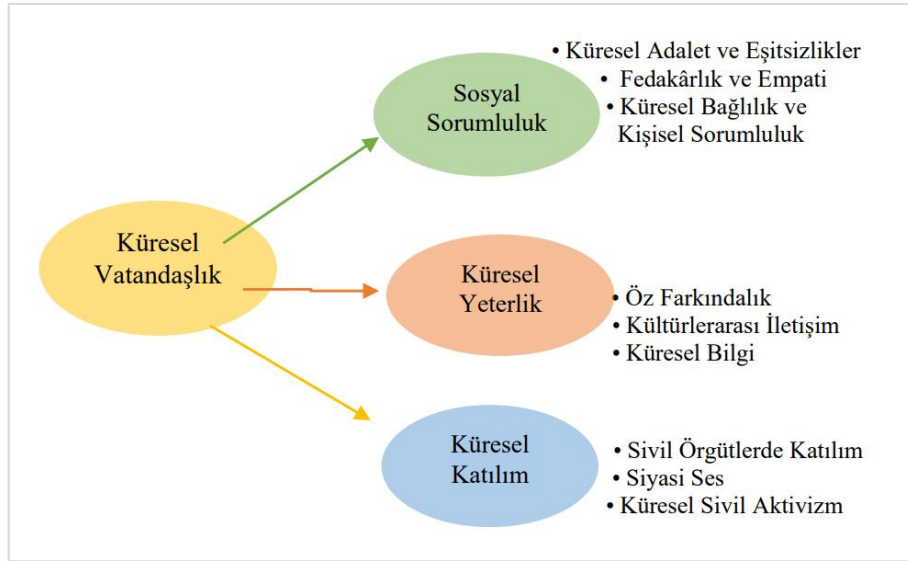 Küresel
Vatandaşlık
Sosyal
Sorumluluk
• Küresel Adalet ve Eşitsizlikler
• Fedakârlık ve Empati
• Küresel Bağlılık ve
Kişisel Sorumluluk
Küresel
Yeterlik
• Öz Farkındalık
• Kültürlerarası İletişim
• Küresel Bilgi
Küresel
Katılım
• Sivil Örgütlerde Katılım
• Siyasi Ses
• Küresel Sivil Aktivizm